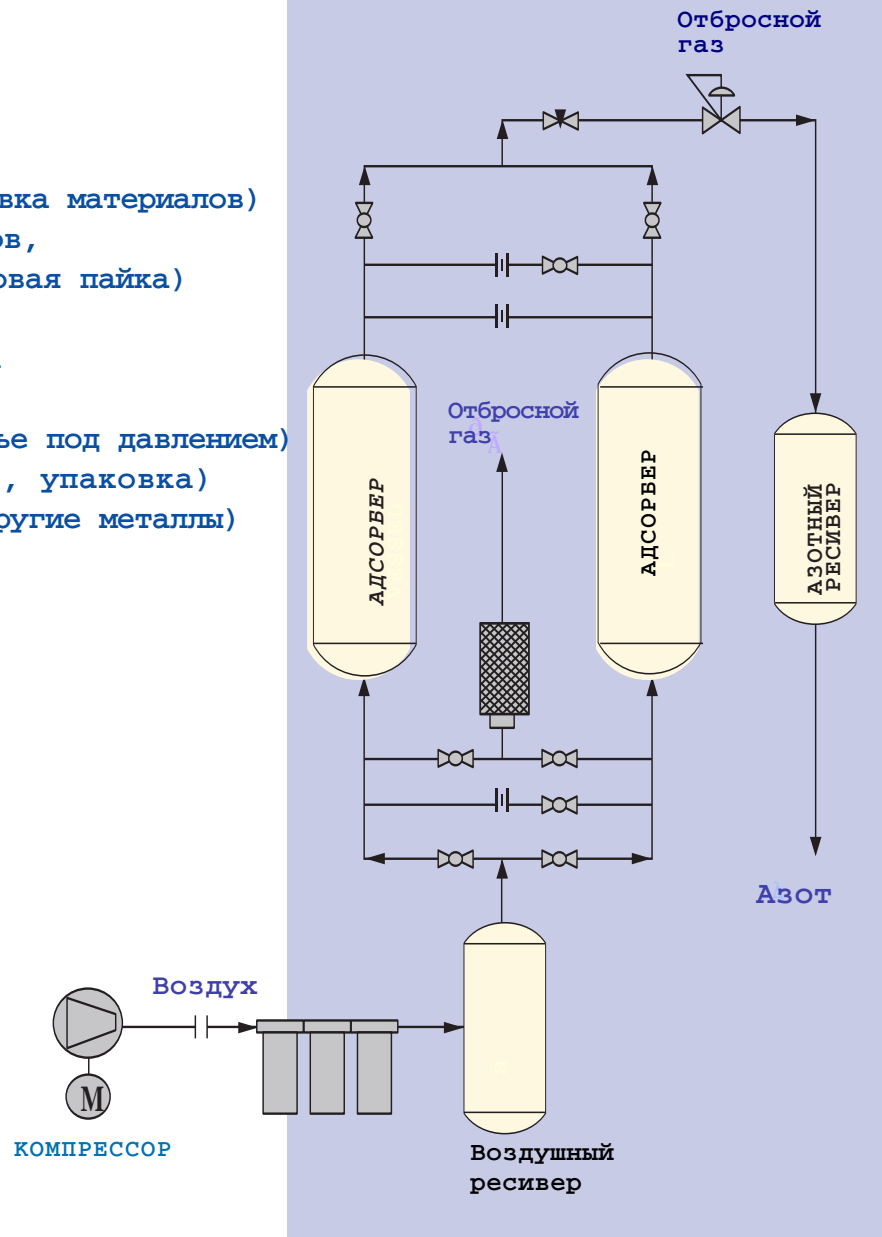 Отбросной
газ
вка материалов)
ов,
овая пайка)
ье под давлением)
, упаковка)
ругие металлы)
Отбросной
газ
АДСОРБЕР
АДСОРБЕР
АЗОТНЫЙ
РЕСИВЕР
Азот
Воздух
М
КОМПРЕССОР
Воздушный
ресивер